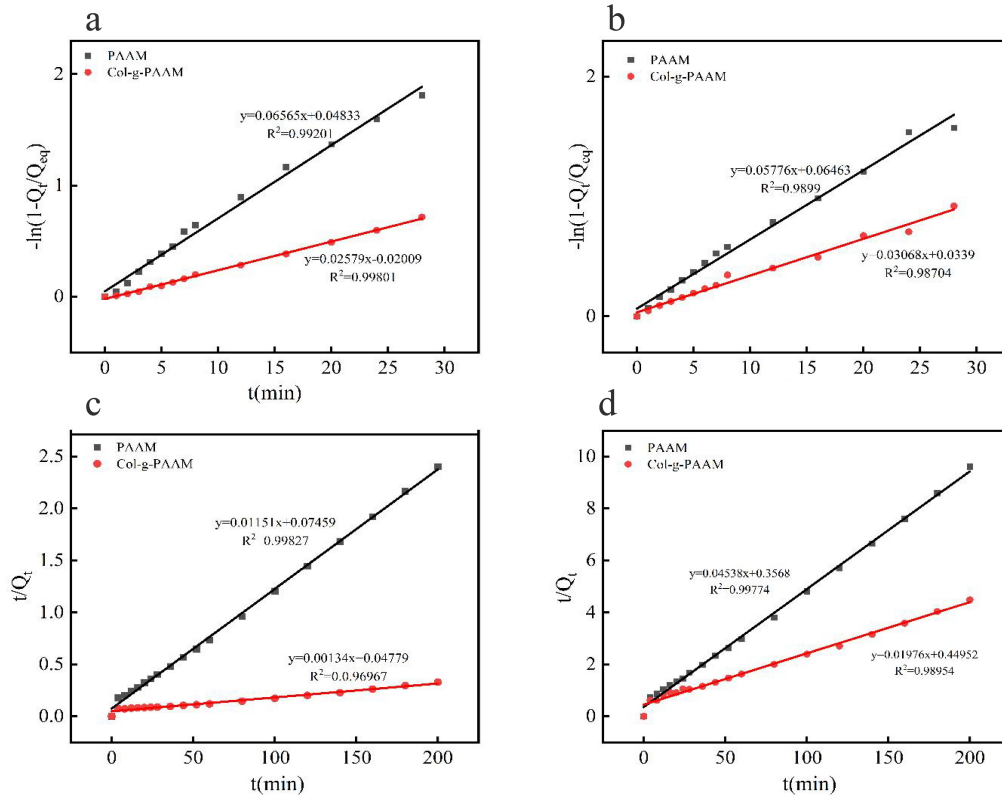 a
PAAM
Col-g-PAAM
y=0.06565x+0.04833
R²=0.99201
y=0.02579x-0.02009
R²=0.99801
-ln(1-Qt/Qeq)
2
1
0
0 5 10 15 20 25 30
t(min)
b
PAAM
Col-g-PAAM
y=0.05776x+0.06463
R²=0.9899
y=0.03068x+0.0339
R²=0.98704
-ln(1-Qt/Qeq)
2
0
0 5 10 15 20 25 30
c
PAAM
Col-g-PAAM
y=0.01151x+0.07459
R² 0.99827
y=0.00134x-0.04779
R²=0.0.96967
t/Qt
2.5
2.0
1.5
1.0
0.5
0.0
0 50 100 150 200
t(min)
d
PAAM
Col-g-PAAM
y=0.04538x+0.3568
R²=0.99774
y=0.01976x+0.44952
R²=0.98954
t/Qt
10
8
6
4
2
0
0 50 100 150 200
t(min)